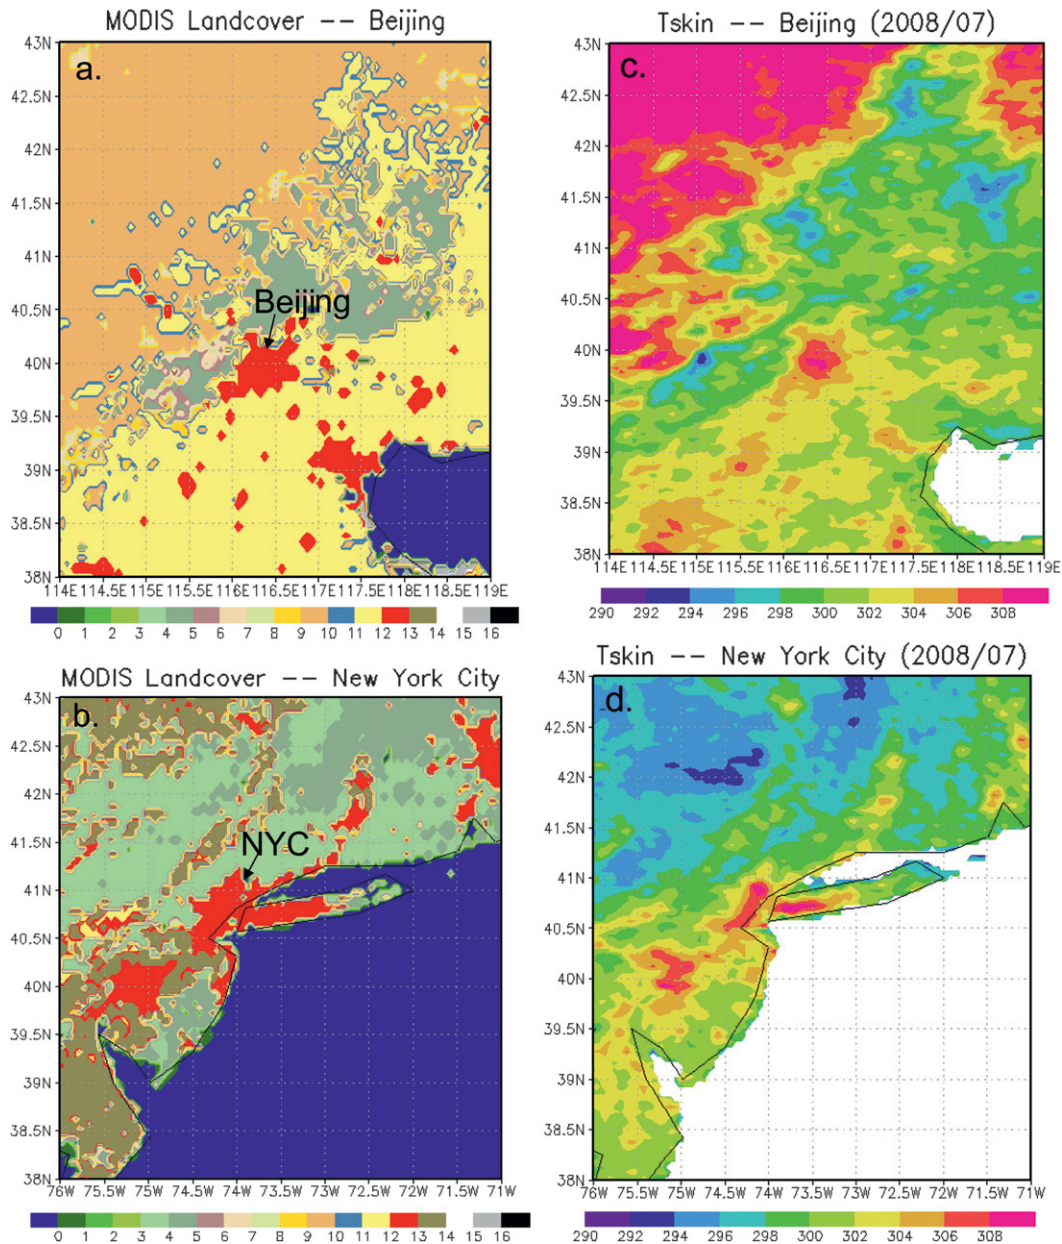 MODIS Landcover -- Beijing
a.
43N
42.5N
42N
41.5N
41N
40.5N
40N
39.5N
39N
38.5N
38N
Beijing
114E 114.5E 115E 115.5E 116E 116.5E 117E 117.5E 118E 118.5E 119E
0 1 2 3 4 5 6 7 8 9 10 11 12 13 14 15 16
Tskin -- Beijing (2008/07)
c.
43N
42.5N
42N
41.5N
41N
40.5N
40N
39.5N
39N
38.5N
38N
114E 114.5E 115E 115.5E 116E 116.5E 117E 117.5E 118E 118.5E 119E
290 292 294 296 298 300 302 304 306 308
MODIS Landcover -- New York City
b.
43N
42.5N
42N
41.5N
41N
40.5N
40N
39.5N
39N
38.5N
38N
NYC
76W 75.5W 75W 74.5W 74W 73.5W 73W 72.5W 72W 71.5W 71W
0 1 2 3 4 5 6 7 8 9 10 11 12 13 14 15 16
Tskin -- New York City (2008/07)
d.
43N
42.5N
42N
41.5N
41N
40.5N
40N
39.5N
39N
38.5N
38N
76W 75.5W 75W 74.5W 74W 73.5W 73W 72.5W 72W 71.5W 71W
290 292 294 296 298 300 302 304 306 308